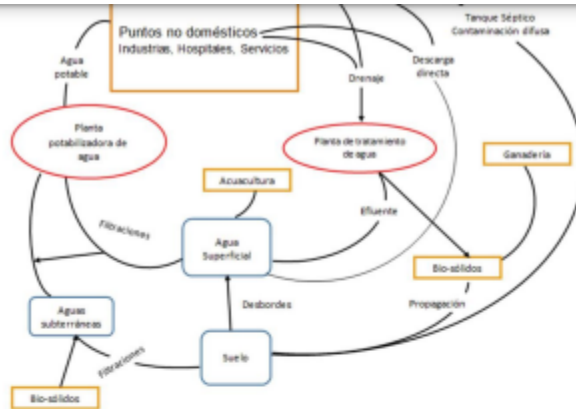 Tanque Séptico
Contaminación difusa
Puntos no domésticos
Industrias, Hospitales, Servicios
Agua
potable
Drenaje
Descarga
directa
Planta
potabilizadora de
agua
Planta de tratamiento
de agua
Ganadería
Acuacultura
Efluente
Filtraciones
Agua
Superficial
Bio-sólidos
Desbordes
Propagación
Aguas
subterráneas
Filtraciones
Suelo
Bio-sólidos